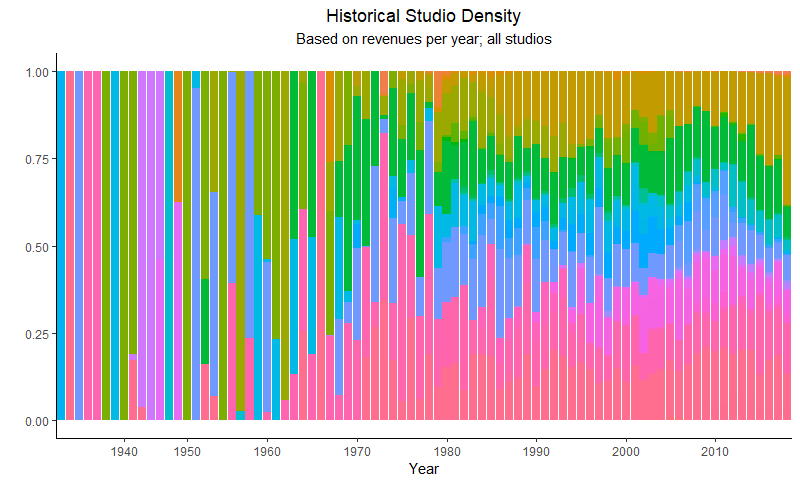 Historical Studio Density
Based on revenues per year; all studios
1.00
0.75
0.50
0.25
0.00
1940 1950 1960 1970 1980 1990 2000 2010
Year